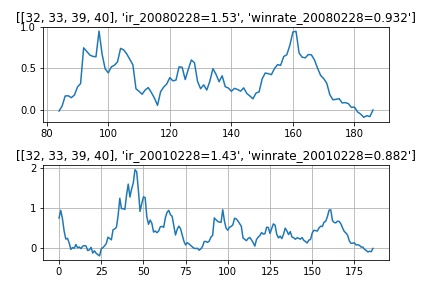 [[32, 33, 39, 40], 'ir_20080228=1.53', 'winrate_20080228=0.932']
1.0
0.5
0.0
80 100 120 140 160 180
[[32, 33, 39, 40], 'ir_20010228=1.43', 'winrate_20010228=0.882']
2
1
0
0 25 50 75 100 125 150 175